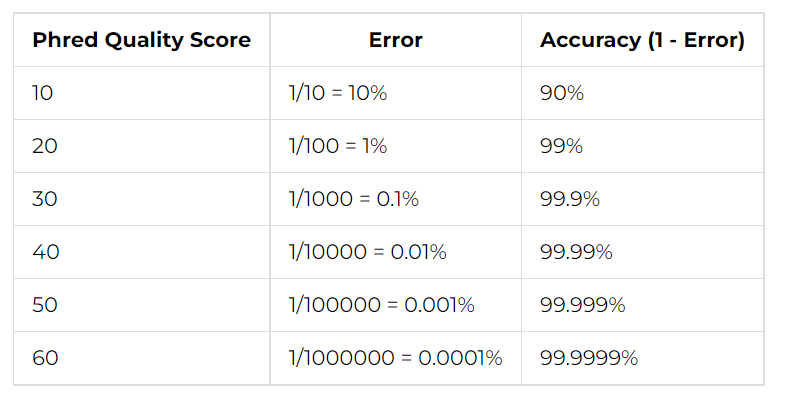 Phred Quality Score Error Accuracy (1 - Error)
10 1/10 = 10% 90%
20 1/100 = 1% 99%
30 1/1000 = 0.1% 99.9%
40 1/10000 = 0.01% 99.99%
50 1/100000 = 0.001% 99.999%
60 1/1000000 = 0.0001% 99.9999%